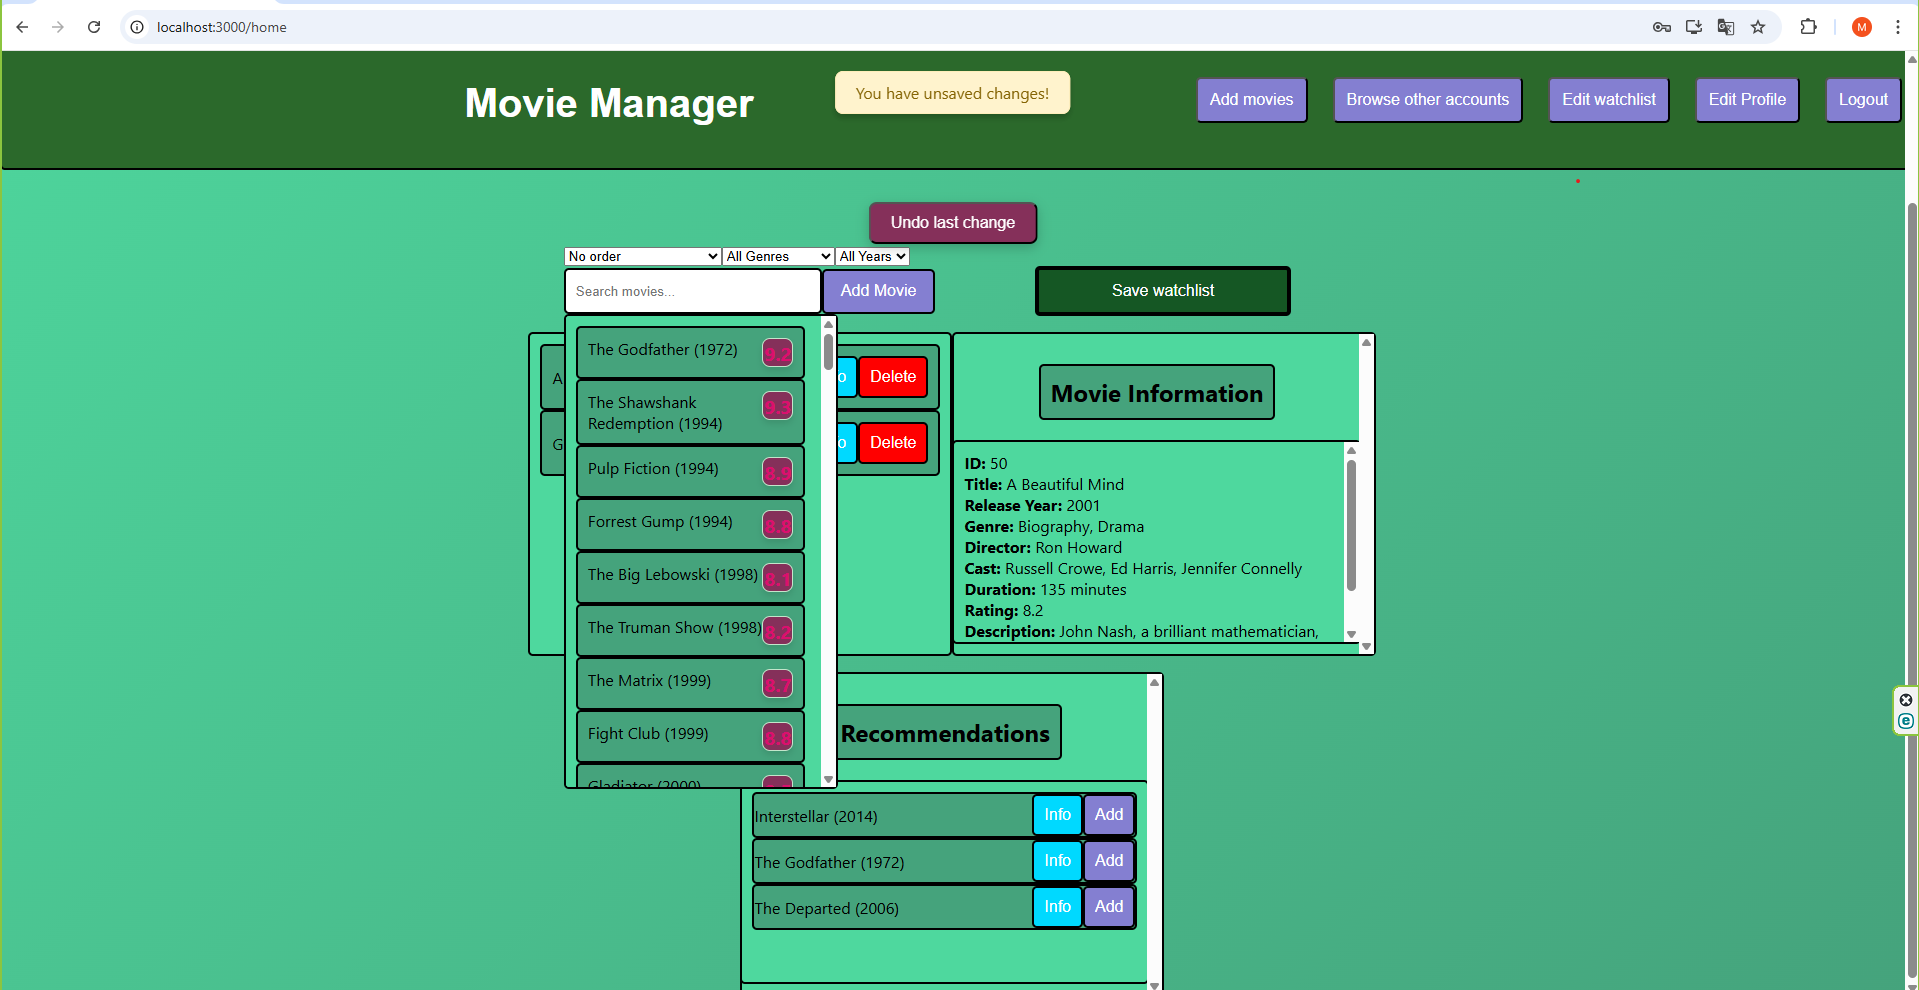 localhost:3000/home
M
Movie Manager
You have unsaved changes!
Add movies
Browse other accounts
Edit watchlist
Edit Profile
Logout
Undo last change
No order
All Genres
All Years
Search movies...
Add Movie
Save watchlist
The Godfather (1972)
9.2
The Shawshank
Redemption (1994)
9.3
Pulp Fiction (1994)
8.9
Forrest Gump (1994)
8.8
The Big Lebowski (1998)
8.1
The Truman Show (1998)
8.2
The Matrix (1999)
8.7
Fight Club (1999)
8.8
Gladiator (2000)
A
o
Delete
G
o
Delete
Movie Information
ID: 50
Title: A Beautiful Mind
Release Year: 2001
Genre: Biography, Drama
Director: Ron Howard
Cast: Russell Crowe, Ed Harris, Jennifer Connelly
Duration: 135 minutes
Rating: 8.2
Description: John Nash, a brilliant mathematician,
Recommendations
Interstellar (2014)
Info
Add
The Godfather (1972)
Info
Add
The Departed (2006)
Info
Add